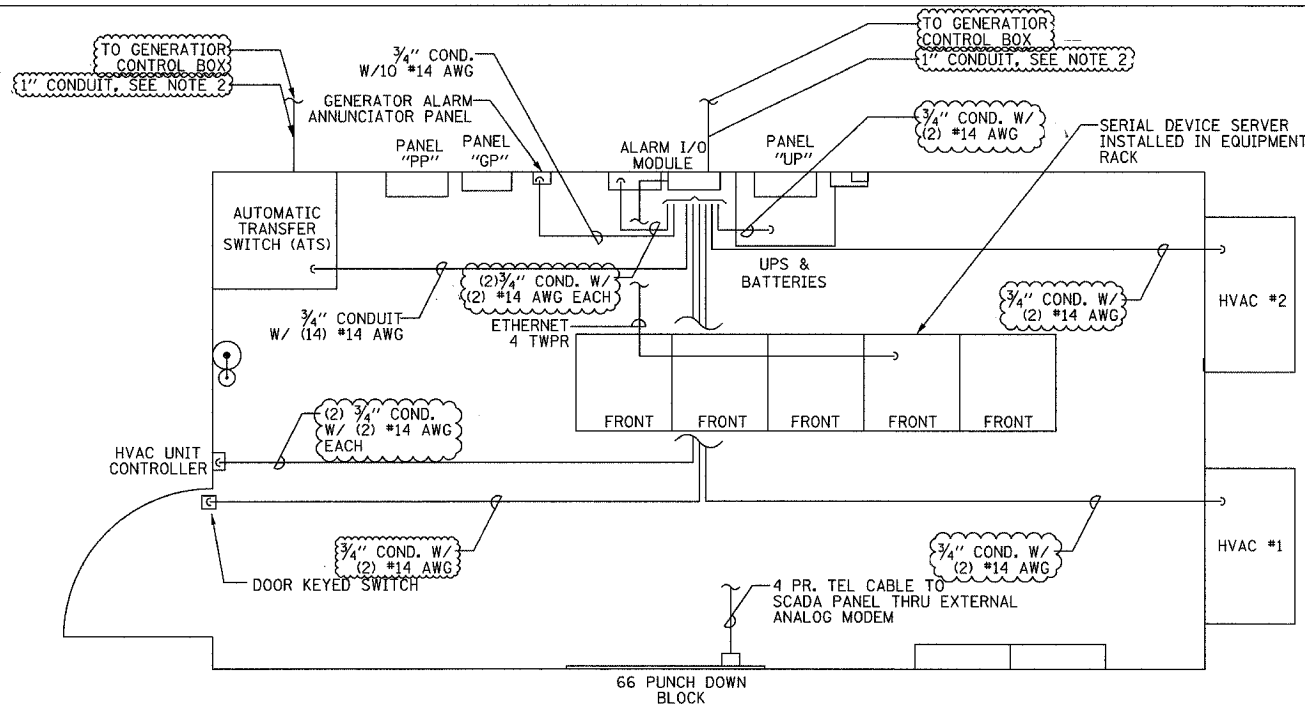 TO GENERATIOR
CONTROL BOX
1" CONDUIT, SEE NOTE 2
3/4" COND.
W/10 #14 AWG
GENERATOR ALARM
ANNUNCIATOR PANEL
TO GENERATIOR
CONTROL BOX
1" CONDUIT, SEE NOTE 2
3/4" COND. W/
(2) #14 AWG
SERIAL DEVICE SERVER
INSTALLED IN EQUIPMENT
RACK
PANEL
"PP"
PANEL
"GP"
ALARM I/O
MODULE
PANEL
"UP"
AUTOMATIC
TRANSFER
SWITCH (ATS)
(2)3/4" COND. W/
(2) #14 AWG EACH
UPS &
BATTERIES
3/4" COND. W/
(2) #14 AWG
HVAC #2
3/4" CONDUIT
W/ (14) #14 AWG
ETHERNET
4 TWPR
FRONT
FRONT
FRONT
FRONT
FRONT
(2) 3/4" COND.
W/ (2) #14 AWG
EACH
HVAC UNIT
CONTROLLER
3/4" COND. W/
(2) #14 AWG
3/4" COND. W/
(2) #14 AWG
HVAC #1
DOOR KEYED SWITCH
4 PR. TEL CABLE TO
SCADA PANEL THRU EXTERNAL
ANALOG MODEM
66 PUNCH DOWN
BLOCK